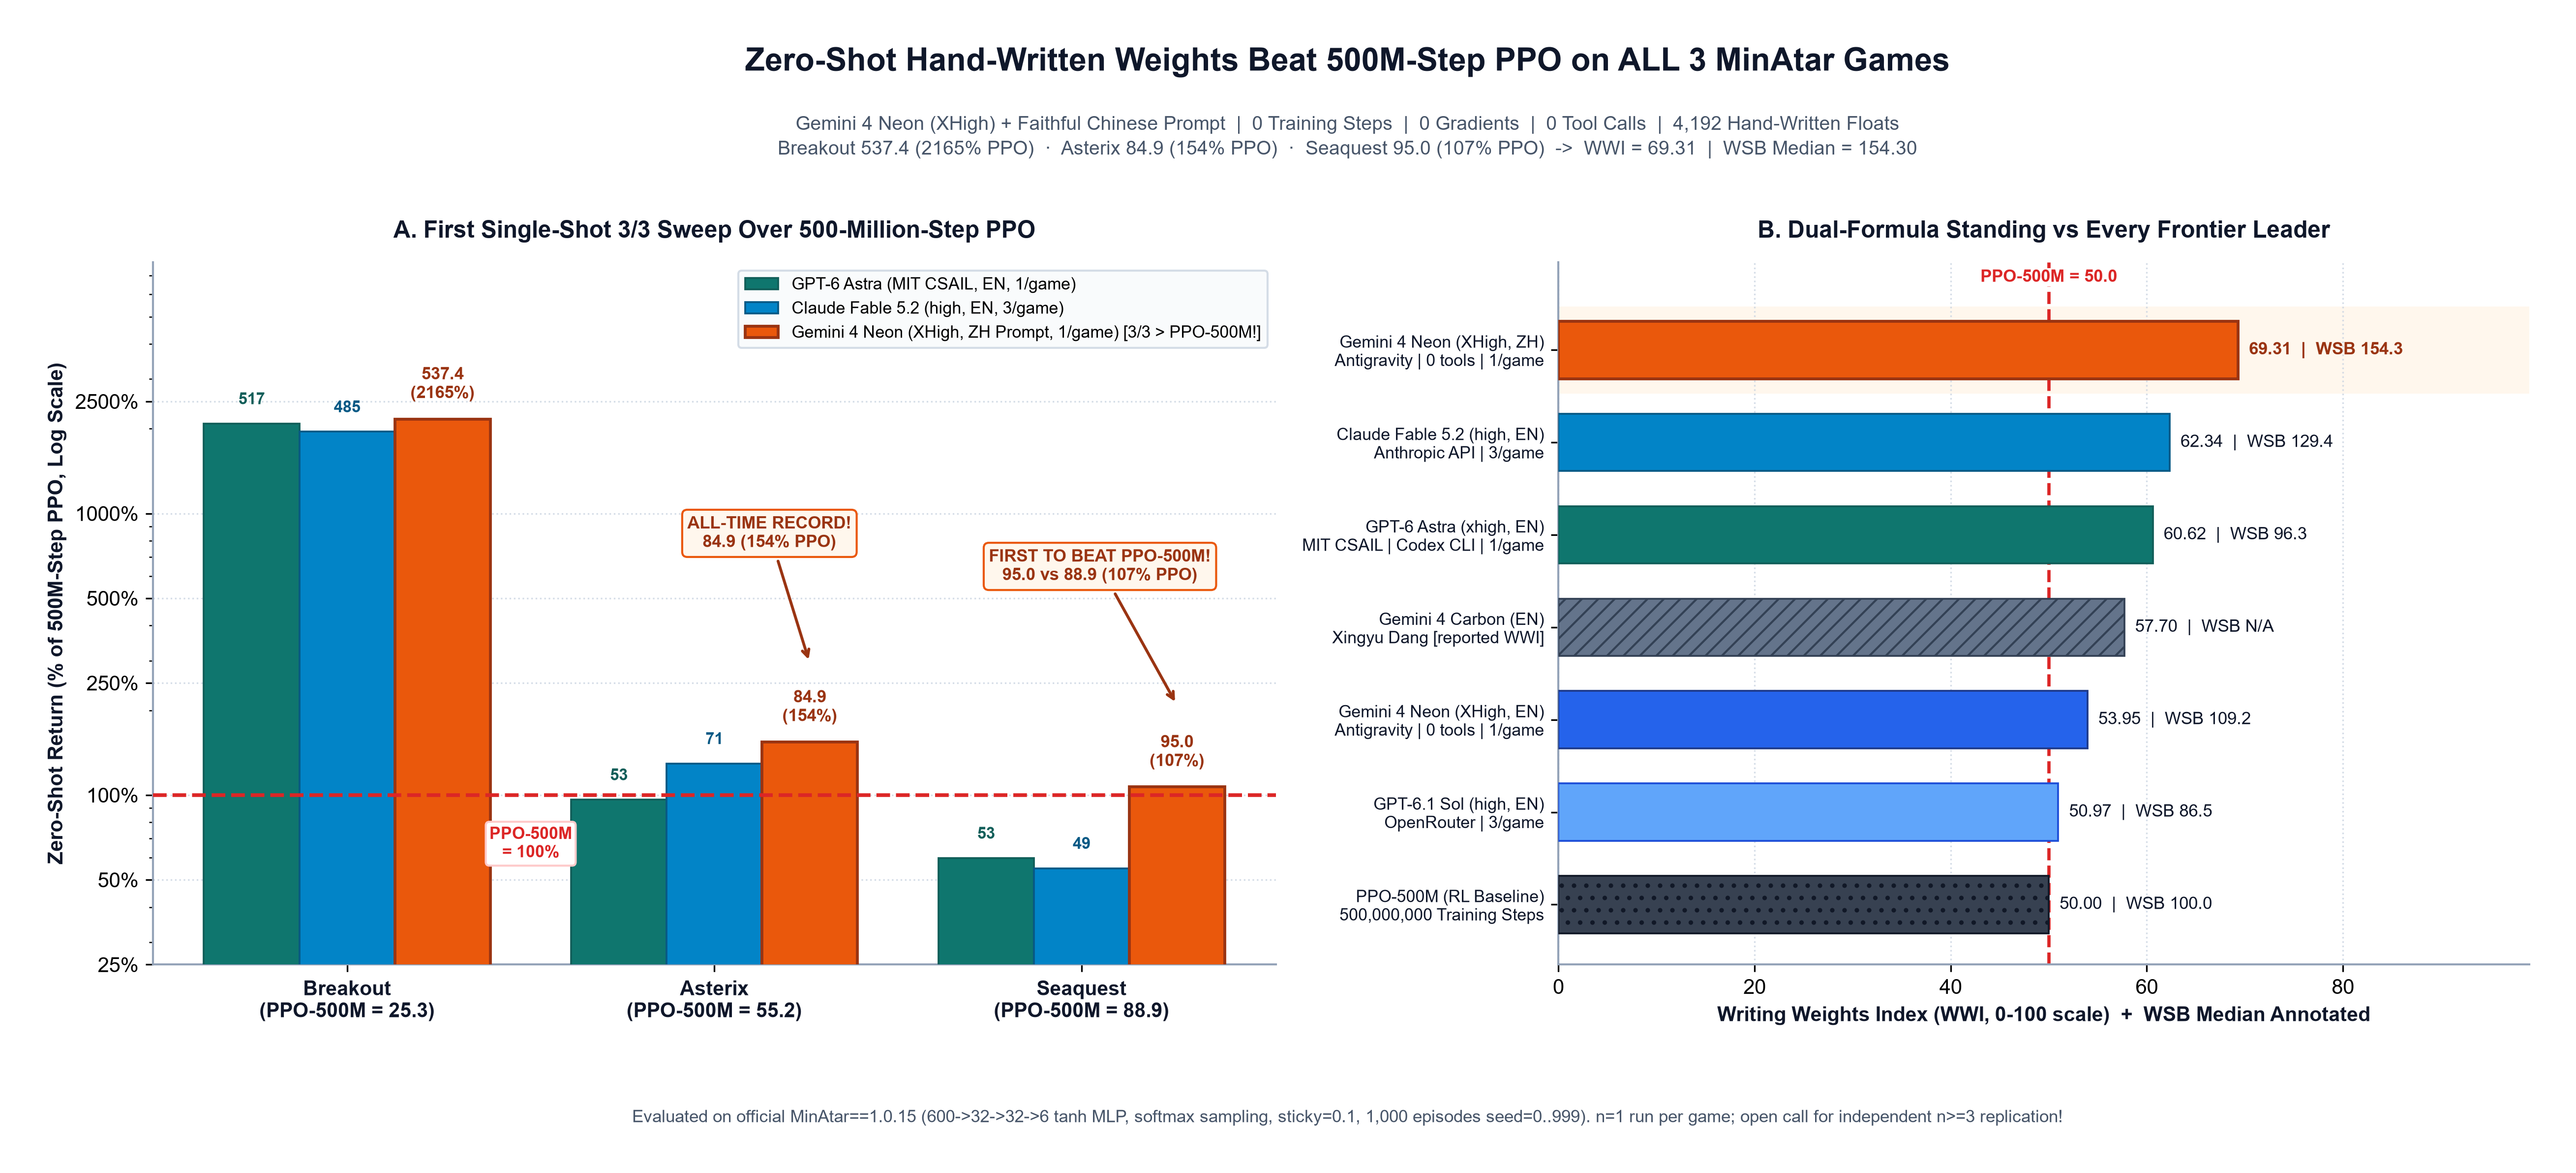 Zero-Shot Hand-Written Weights Beat 500M-Step PPO on ALL 3 MinAtar Games
Gemini 4 Neon (XHigh) + Faithful Chinese Prompt | 0 Training Steps | 0 Gradients | 0 Tool Calls | 4,192 Hand-Written Floats
Breakout 537.4 (2165% PPO) · Asterix 84.9 (154% PPO) · Seaquest 95.0 (107% PPO) -> WWI = 69.31 | WSB Median = 154.30
A. First Single-Shot 3/3 Sweep Over 500-Million-Step PPO
GPT-6 Astra (MIT CSAIL, EN, 1/game)
Claude Fable 5.2 (high, EN, 3/game)
Gemini 4 Neon (XHigh, ZH Prompt, 1/game) [3/3 > PPO-500M!]
Zero-Shot Return (% of 500M-Step PPO, Log Scale)
2500%
1000%
500%
250%
100%
50%
25%
517
485
537.4
(2165%)
ALL-TIME RECORD!
84.9 (154% PPO)
FIRST TO BEAT PPO-500M!
95.0 vs 88.9 (107% PPO)
53
71
84.9
(154%)
53
49
95.0
(107%)
PPO-500M
= 100%
Breakout
(PPO-500M = 25.3)
Asterix
(PPO-500M = 55.2)
Seaquest
(PPO-500M = 88.9)
B. Dual-Formula Standing vs Every Frontier Leader
PPO-500M = 50.0
Gemini 4 Neon (XHigh, ZH)
Antigravity | 0 tools | 1/game
69.31 | WSB 154.3
Claude Fable 5.2 (high, EN)
Anthropic API | 3/game
62.34 | WSB 129.4
GPT-6 Astra (xhigh, EN)
MIT CSAIL | Codex CLI | 1/game
60.62 | WSB 96.3
Gemini 4 Carbon (EN)
Xingyu Dang [reported WWI]
57.70 | WSB N/A
Gemini 4 Neon (XHigh, EN)
Antigravity | 0 tools | 1/game
53.95 | WSB 109.2
GPT-6.1 Sol (high, EN)
OpenRouter | 3/game
50.97 | WSB 86.5
PPO-500M (RL Baseline)
500,000,000 Training Steps
50.00 | WSB 100.0
0
20
40
60
80
Writing Weights Index (WWI, 0-100 scale) + WSB Median Annotated
Evaluated on official MinAtar==1.0.15 (600->32->32->6 tanh MLP, softmax sampling, sticky=0.1, 1,000 episodes seed=0..999). n=1 run per game; open call for independent n>=3 replication!